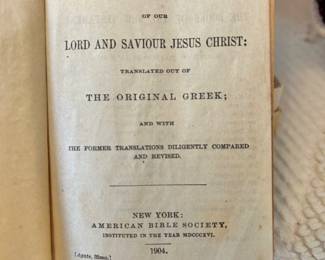 OF OUR
LORD AND SAVIOUR JESUS CHRIST:
TRANSLATED OUT OF
THE ORIGINAL GREEK;
AND WITH
THE FORMER TRANSLATIONS DILIGENTLY COMPARED
AND REVISED.
NEW YORK:
AMERICAN BIBLE SOCIETY,
INSTITUTED IN THE YEAR MDCCCXVI.
1904.